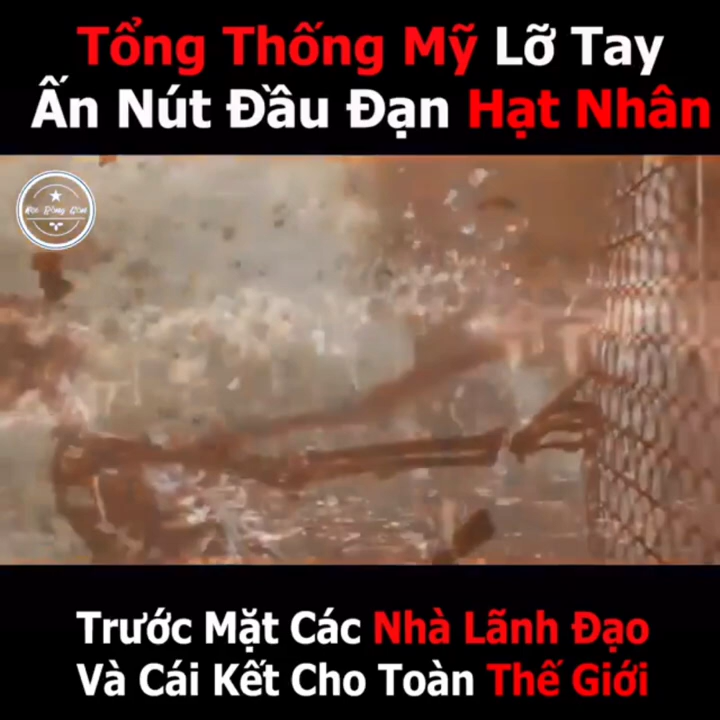 Tổng Thống Mỹ Lỡ Tay
Ấn Nút Đầu Đạn Hạt Nhân
Trước Mặt Các Nhà Lãnh Đạo
Và Cái Kết Cho Toàn Thế Giới